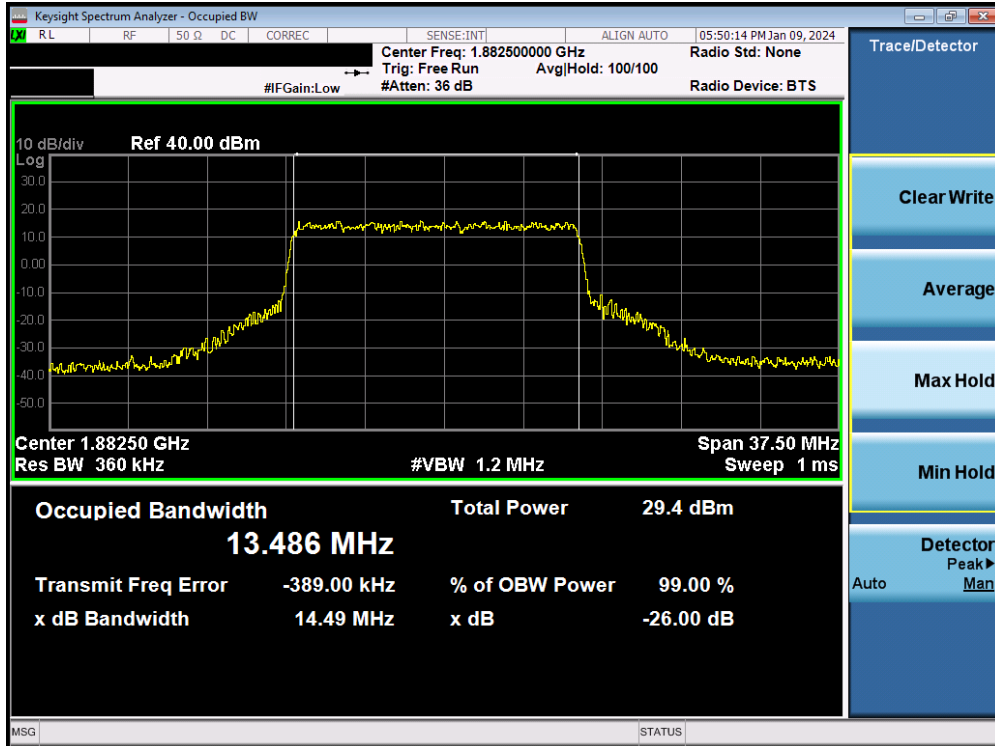 Keysight Spectrum Analyzer - Occupied BW
LXI RL RF 50 Ω DC CORREC SENSE:INT ALIGN AUTO 05:50:14 PM Jan 09, 2024
Center Freq: 1.882500000 GHz Radio Std: None
Trig: Free Run Avg|Hold: 100/100
#IFGain:Low #Atten: 36 dB Radio Device: BTS
Trace/Detector
10 dB/div Ref 40.00 dBm
Log
30.0
20.0
10.0
0.00
-10.0
-20.0
-30.0
-40.0
-50.0
Center 1.88250 GHz Span 37.50 MHz
Res BW 360 kHz #VBW 1.2 MHz Sweep 1 ms
Occupied Bandwidth Total Power 29.4 dBm
13.486 MHz
Transmit Freq Error -389.00 kHz % of OBW Power 99.00 %
x dB Bandwidth 14.49 MHz x dB -26.00 dB
Clear Write
Average
Max Hold
Min Hold
Detector
Peak▶
Auto Man
MSG STATUS